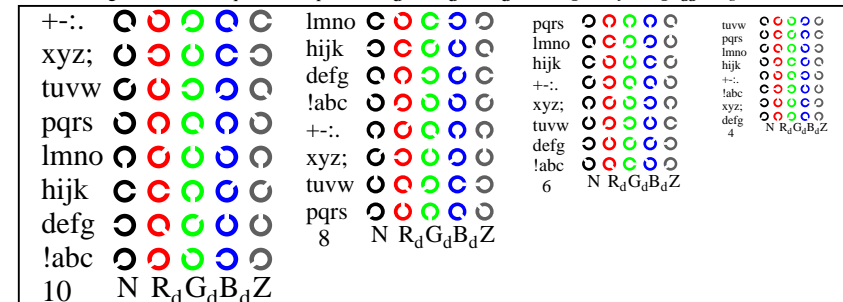 +-:.
xyz;
tuvw
pqrs
lmno
hijk
defg
!abc
10 N RdGdBdZ
lmno
hijk
defg
!abc
+-:.
xyz;
tuvw
pqrs
8 N RdGdBdZ
pqrs
lmno
hijk
+-:.
xyz;
tuvw
defg
!abc
6 N RdGdBdZ
tuvw
pqrs
lmno
hijk
+-:.
!abc
xyz;
defg
4 N RdGdBdZ